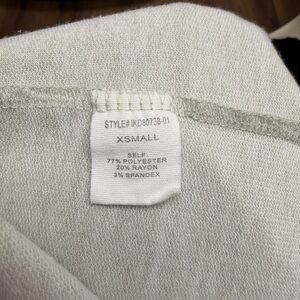 STYLE# IKD80738-01
XSMALL
SELF
77% POLYESTER
20% RAYON
3% SPANDEX